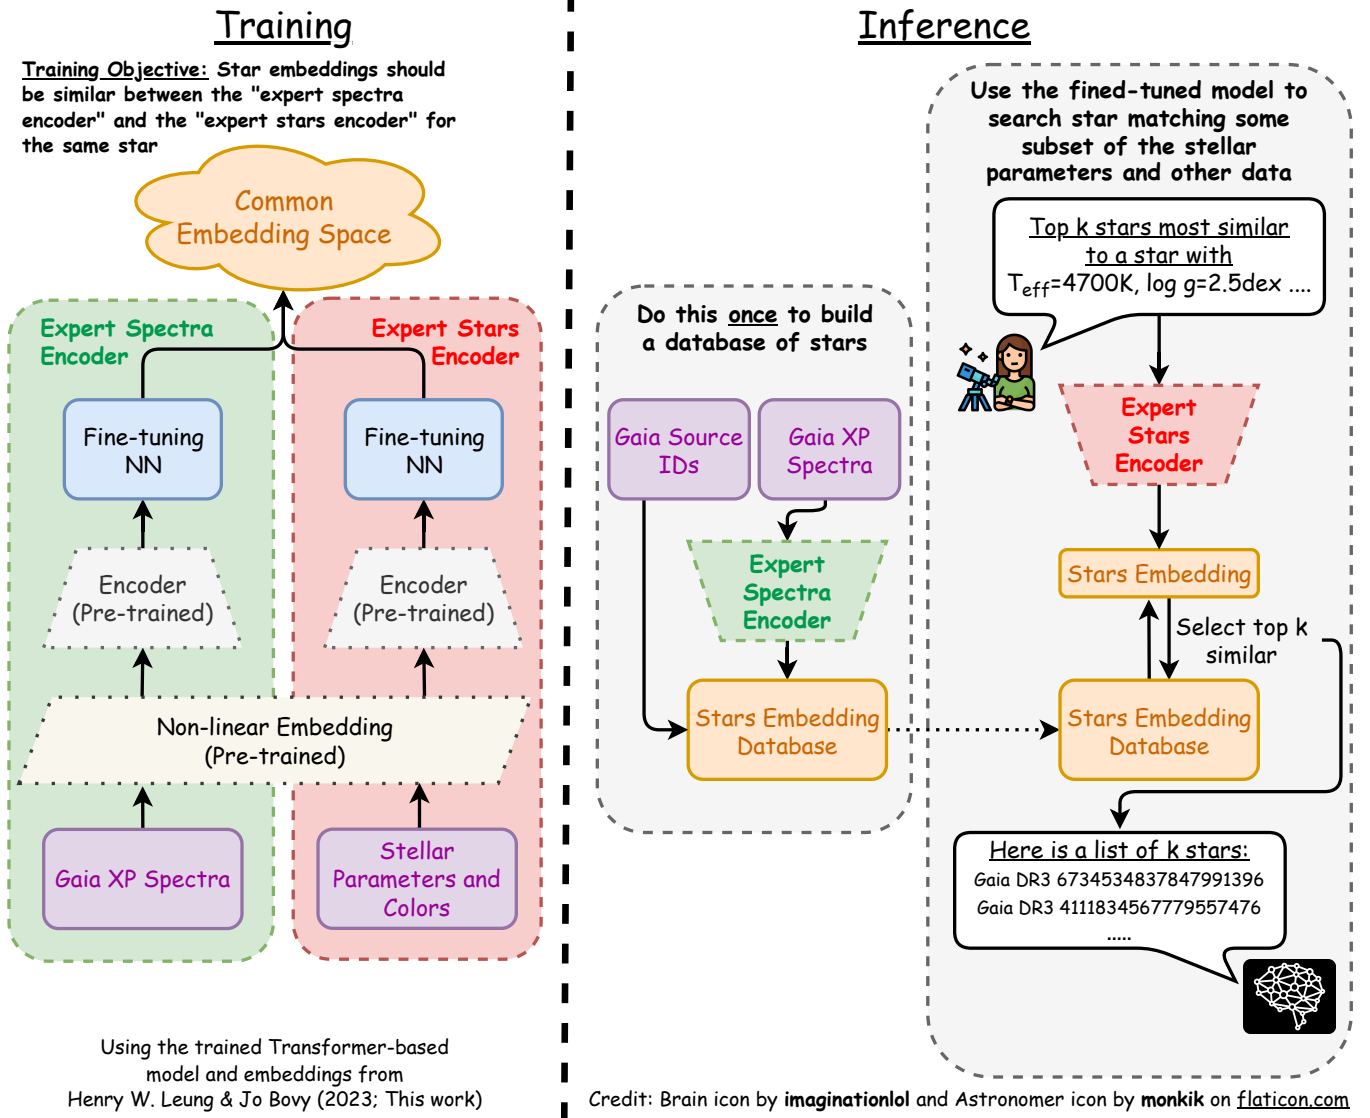 Training
Training Objective: Star embeddings should
be similar between the "expert spectra
encoder" and the "expert stars encoder" for
the same star
Common
Embedding Space
Expert Spectra
Encoder
Expert Stars
Encoder
Fine-tuning
NN
Fine-tuning
NN
Encoder
(Pre-trained)
Encoder
(Pre-trained)
Non-linear Embedding
(Pre-trained)
Gaia XP Spectra
Stellar
Parameters and
Colors
Using the trained Transformer-based
model and embeddings from
Henry W. Leung & Jo Bovy (2023; This work)
Inference
Do this once to build
a database of stars
Gaia Source
IDs
Gaia XP
Spectra
Expert
Spectra
Encoder
Stars Embedding
Database
Use the fined-tuned model to
search star matching some
subset of the stellar
parameters and other data
Top k stars most similar
to a star with
Teff=4700K, log g=2.5dex ....
Expert
Stars
Encoder
Stars Embedding
Select top k
similar
Stars Embedding
Database
Here is a list of k stars:
Gaia DR3 6734534837847991396
Gaia DR3 4111834567779557476
.....
Credit: Brain icon by imaginationlol and Astronomer icon by monkik on flaticon.com